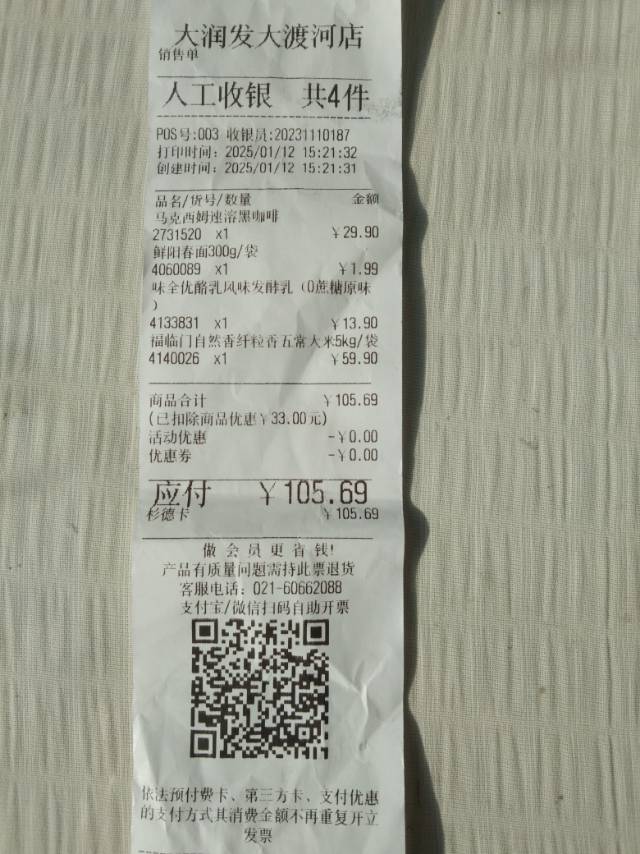 大润发大渡河店
销售单
人工收银 共4件
POS号:003 收银员:20231110187
打印时间: 2025/01/12 15:21:32
创建时间: 2025/01/12 15:21:31
品名/货号/数量 金额
马克西姆速溶黑咖啡
2731520 x1 ￥29.90
鲜阳春面300g/袋
4060089 x1 ￥1.99
味全优酪乳风味发酵乳（0蔗糖原味
）
4133831 x1 ￥13.90
福临门自然香纤粒香五常大米5kg/袋
4140026 x1 ￥59.90
商品合计 ￥105.69
(已扣除商品优惠￥33.00元)
活动优惠 -￥0.00
优惠券 -￥0.00
应付 ￥105.69
杉德卡 ￥105.69
做会员更省钱!
产品有质量问题需持此票退货
客服电话: 021-60662088
支付宝/微信扫码自助开票
依法预付费卡、第三方卡、支付优惠
的支付方式其消费金额不再重复开立
发票